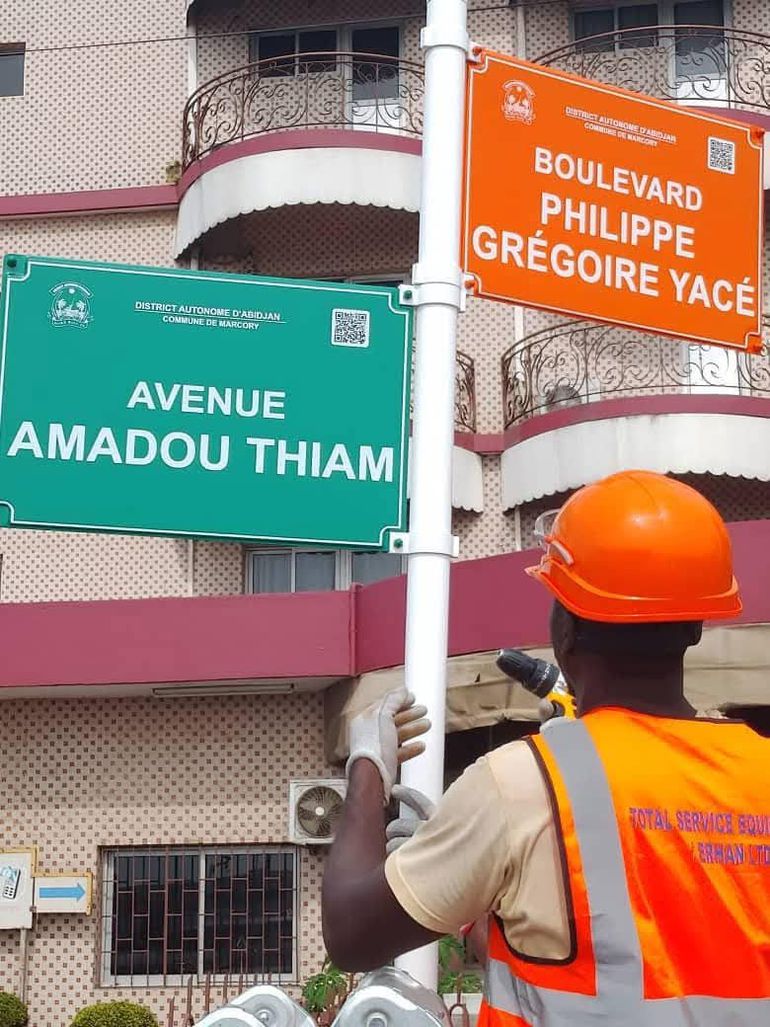 DISTRICT AUTONOME D'ABIDJAN
COMMUNE DE MARCORY
BOULEVARD
PHILIPPE
GRÉGOIRE YACÉ
DISTRICT AUTONOME D'ABIDJAN
COMMUNE DE MARCORY
AVENUE
AMADOU THIAM
TOTAL SERVICE EQUI
ERHAN LTD